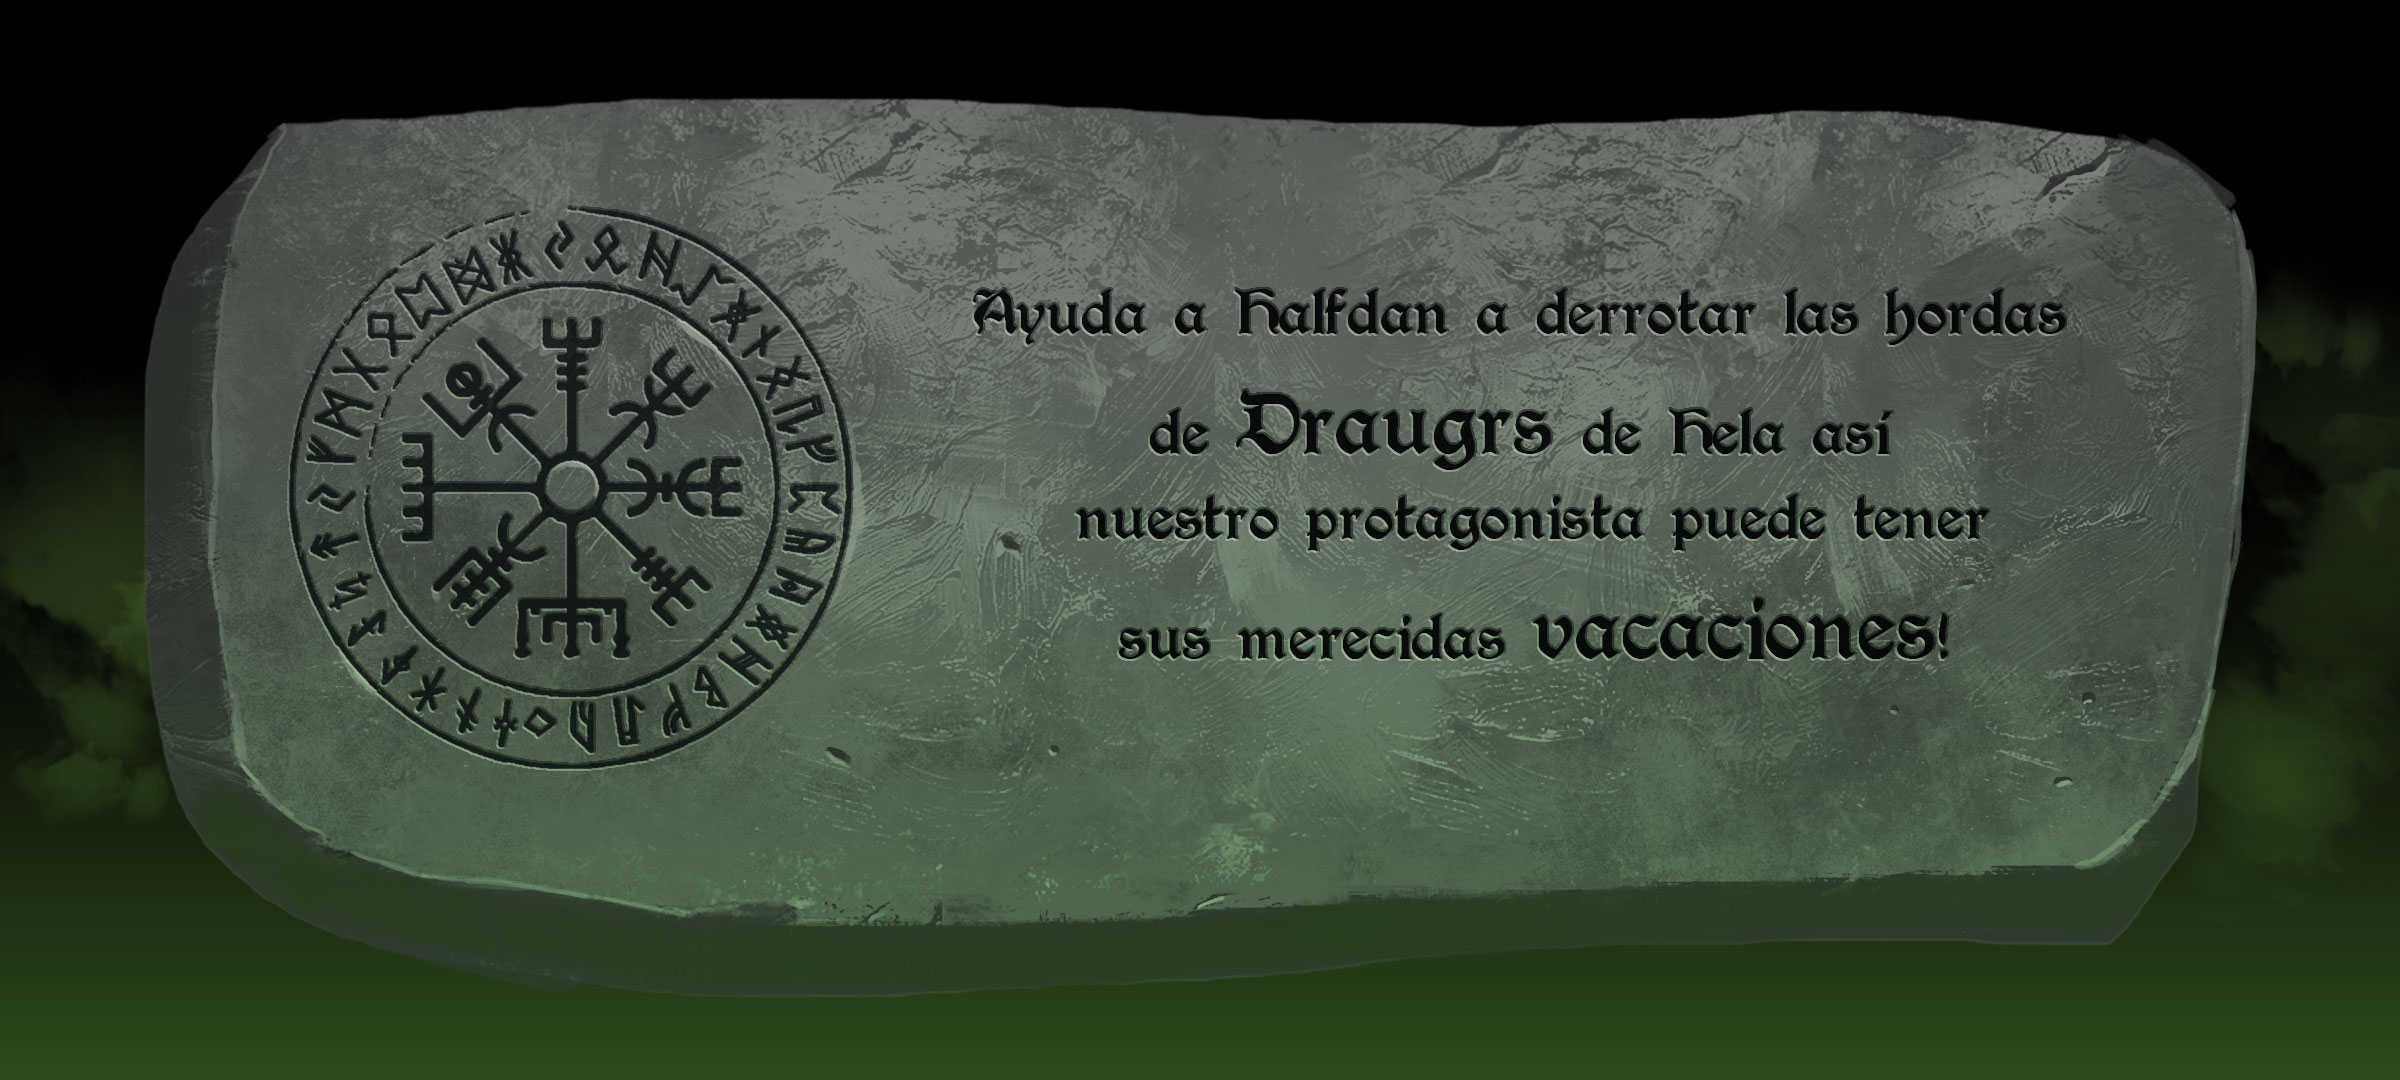 Ayuda a Halfdan a derrotar las hordas
de Draugrs de Hela así
nuestro protagonista puede tener
sus merecidas vacaciones!